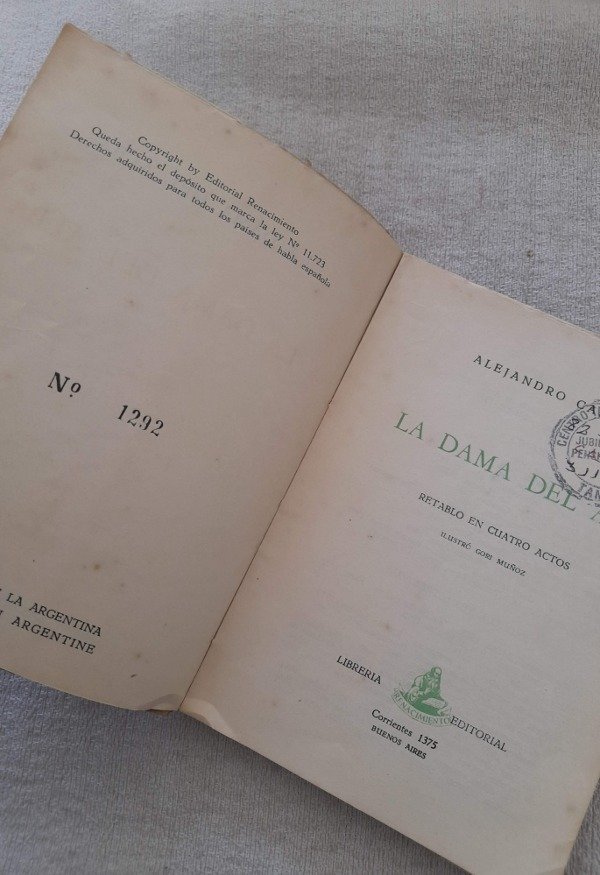 Copyright by Editorial Renacimiento
Queda hecho el depósito que marca la ley Nº 11.723
Derechos adquiridos para todos los países de habla española
Nº 1292
LA ARGENTINA
ARGENTINE
ALEJANDRO
LA DAMA DEL
RETABLO EN CUATRO ACTOS
ILUSTRÓ GORI MUÑOZ
JUBI
LIBRERIA
RENACIMIENTO
EDITORIAL
Corrientes 1375
BUENOS AIRES